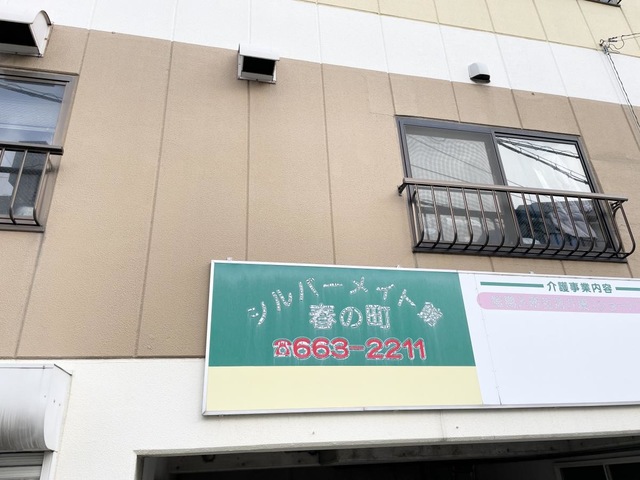 シルバーメイト
春の町
☎663-2211
介護事業内容